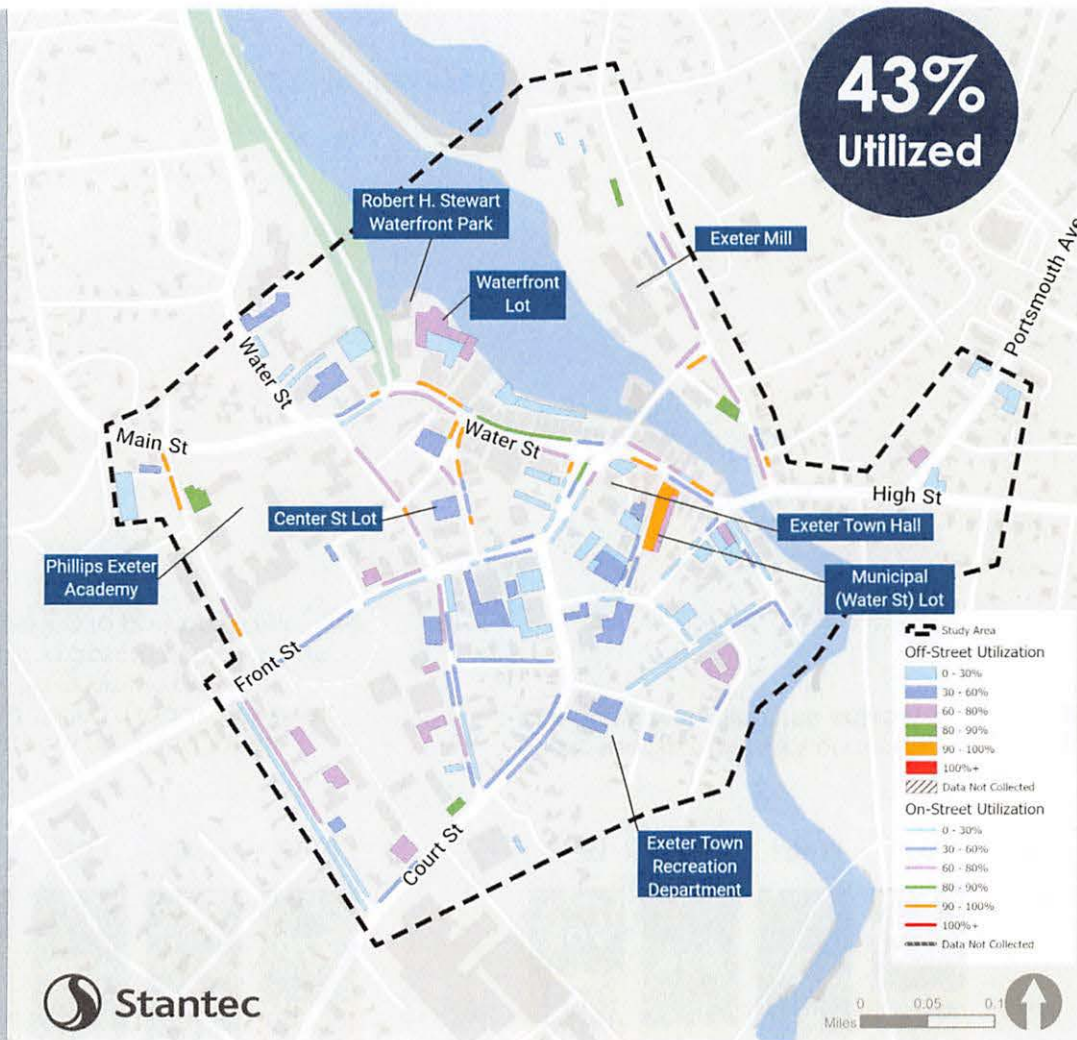 43%
Utilized
Robert H. Stewart
Waterfront Park
Exeter Mill
Waterfront
Lot
Portsmouth Ave
Water St
Main St
Water St
High St
Center St Lot
Exeter Town Hall
Phillips Exeter
Academy
Municipal
(Water St) Lot
Front St
Court St
Exeter Town
Recreation
Department
Study Area
Off-Street Utilization
0 - 30%
30 - 60%
60 - 80%
80 - 90%
90 - 100%
100%+
Data Not Collected
On-Street Utilization
0 - 30%
30 - 60%
60 - 80%
80 - 90%
90 - 100%
100%+
Data Not Collected
Stantec
0 0.05 0.1
Miles